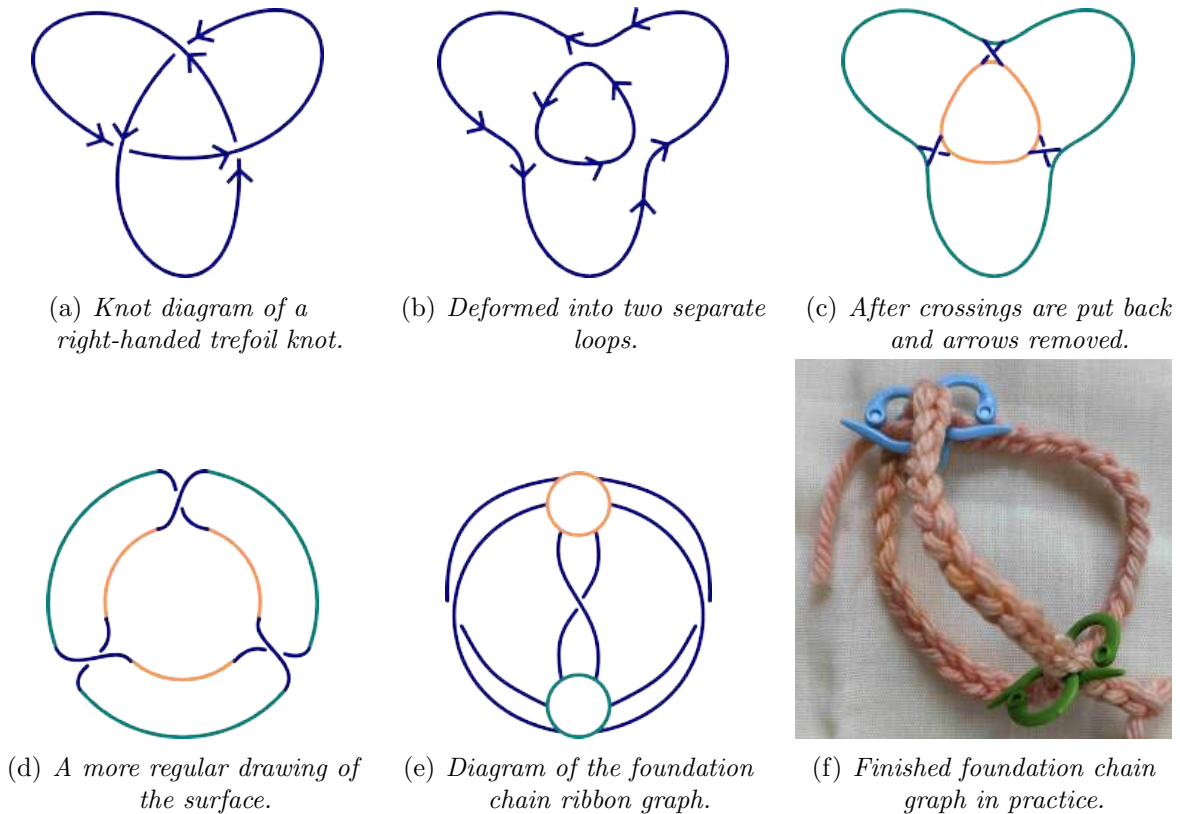 (a) Knot diagram of a
right-handed trefoil knot.
(b) Deformed into two separate
loops.
(c) After crossings are put back
and arrows removed.
(d) A more regular drawing of
the surface.
(e) Diagram of the foundation
chain ribbon graph.
(f) Finished foundation chain
graph in practice.